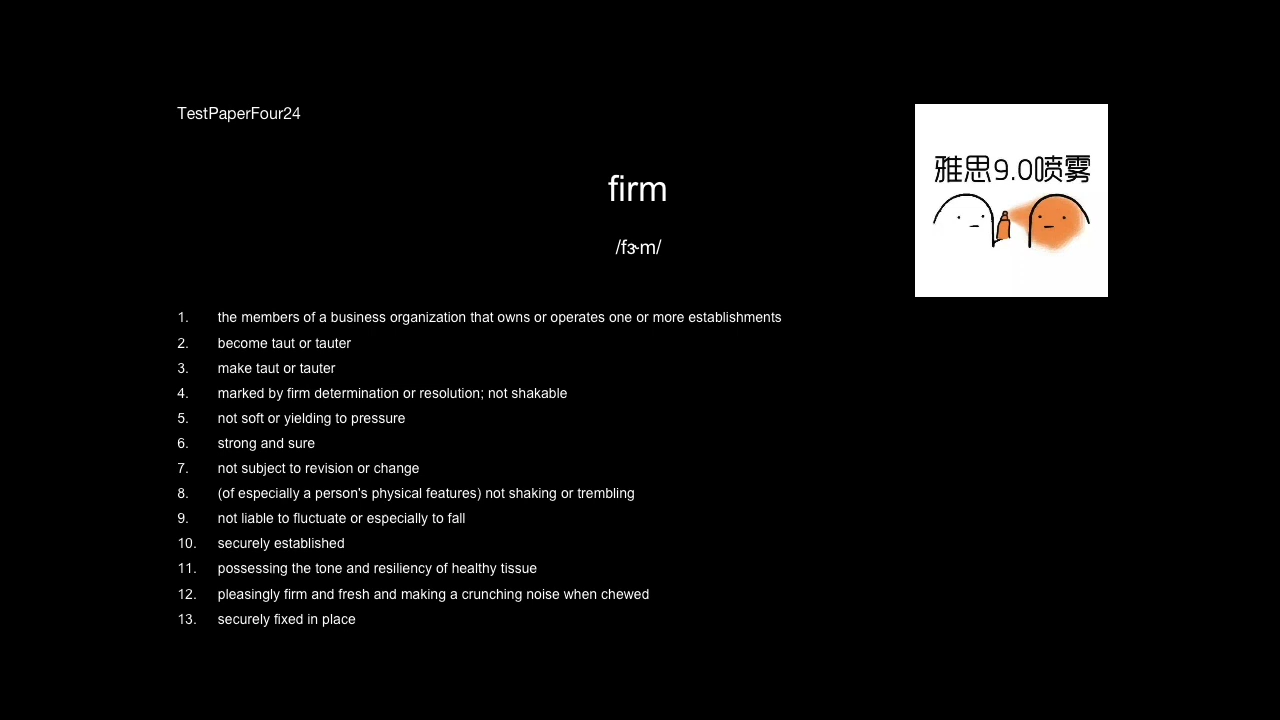 TestPaperFour24
雅思9.0喷雾
firm
/fɝm/
1. the members of a business organization that owns or operates one or more establishments
2. become taut or tauter
3. make taut or tauter
4. marked by firm determination or resolution; not shakable
5. not soft or yielding to pressure
6. strong and sure
7. not subject to revision or change
8. (of especially a person's physical features) not shaking or trembling
9. not liable to fluctuate or especially to fall
10. securely established
11. possessing the tone and resiliency of healthy tissue
12. pleasingly firm and fresh and making a crunching noise when chewed
13. securely fixed in place